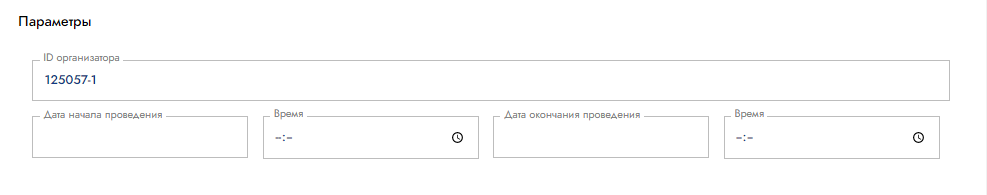 Параметры
ID организатора
125057-1
Дата начала проведения Время Дата окончания проведения Время
--:-- --:--